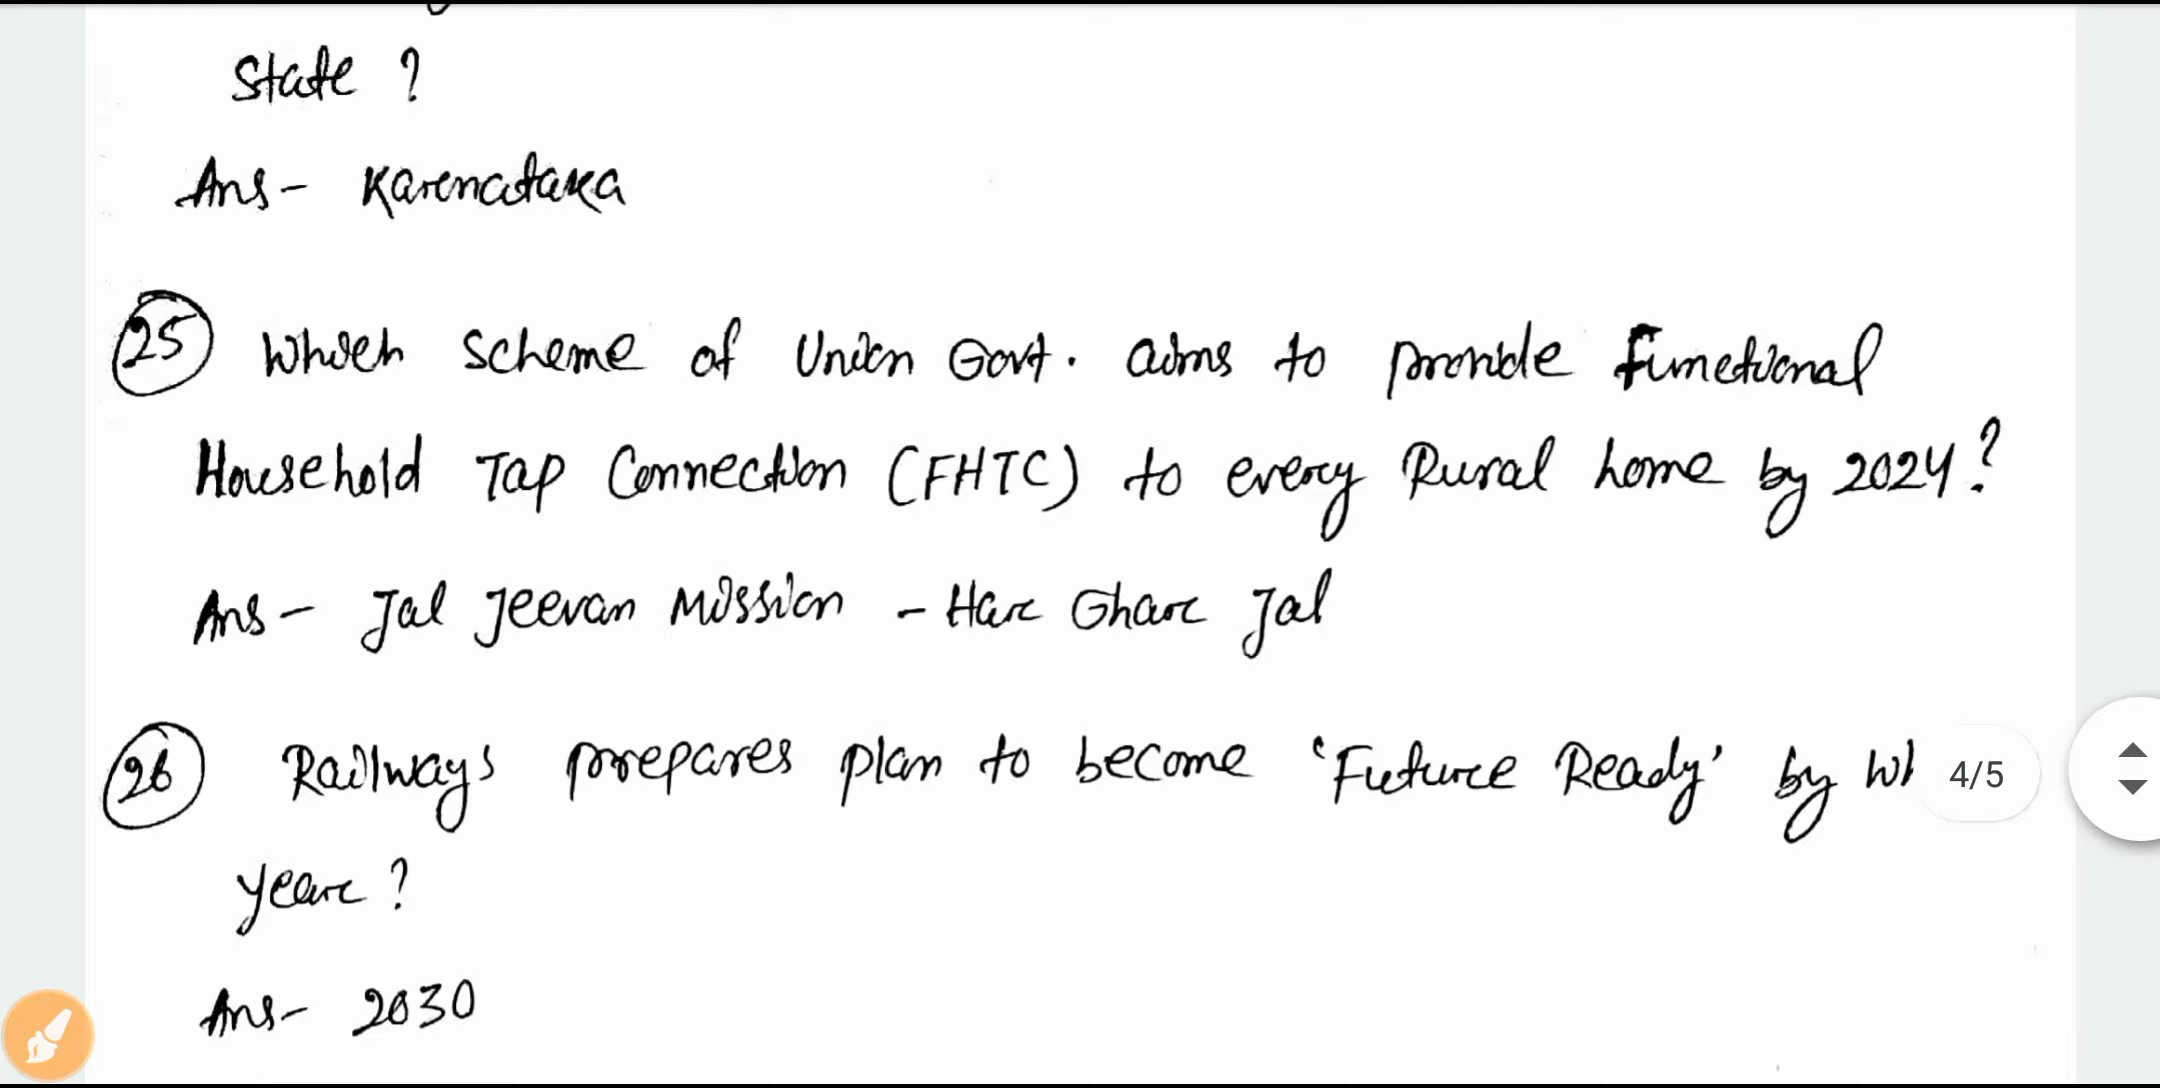 State ?
Ans - Karnataka
25 Which Scheme of Union Govt. aims to provide Functional
Household Tap Connection (FHTC) to every Rural home by 2024?
Ans - Jal Jeevan Mission - Har Ghar Jal
26 Railways prepares plan to become 'Future Ready' by
4/5
year ?
Ans - 2030